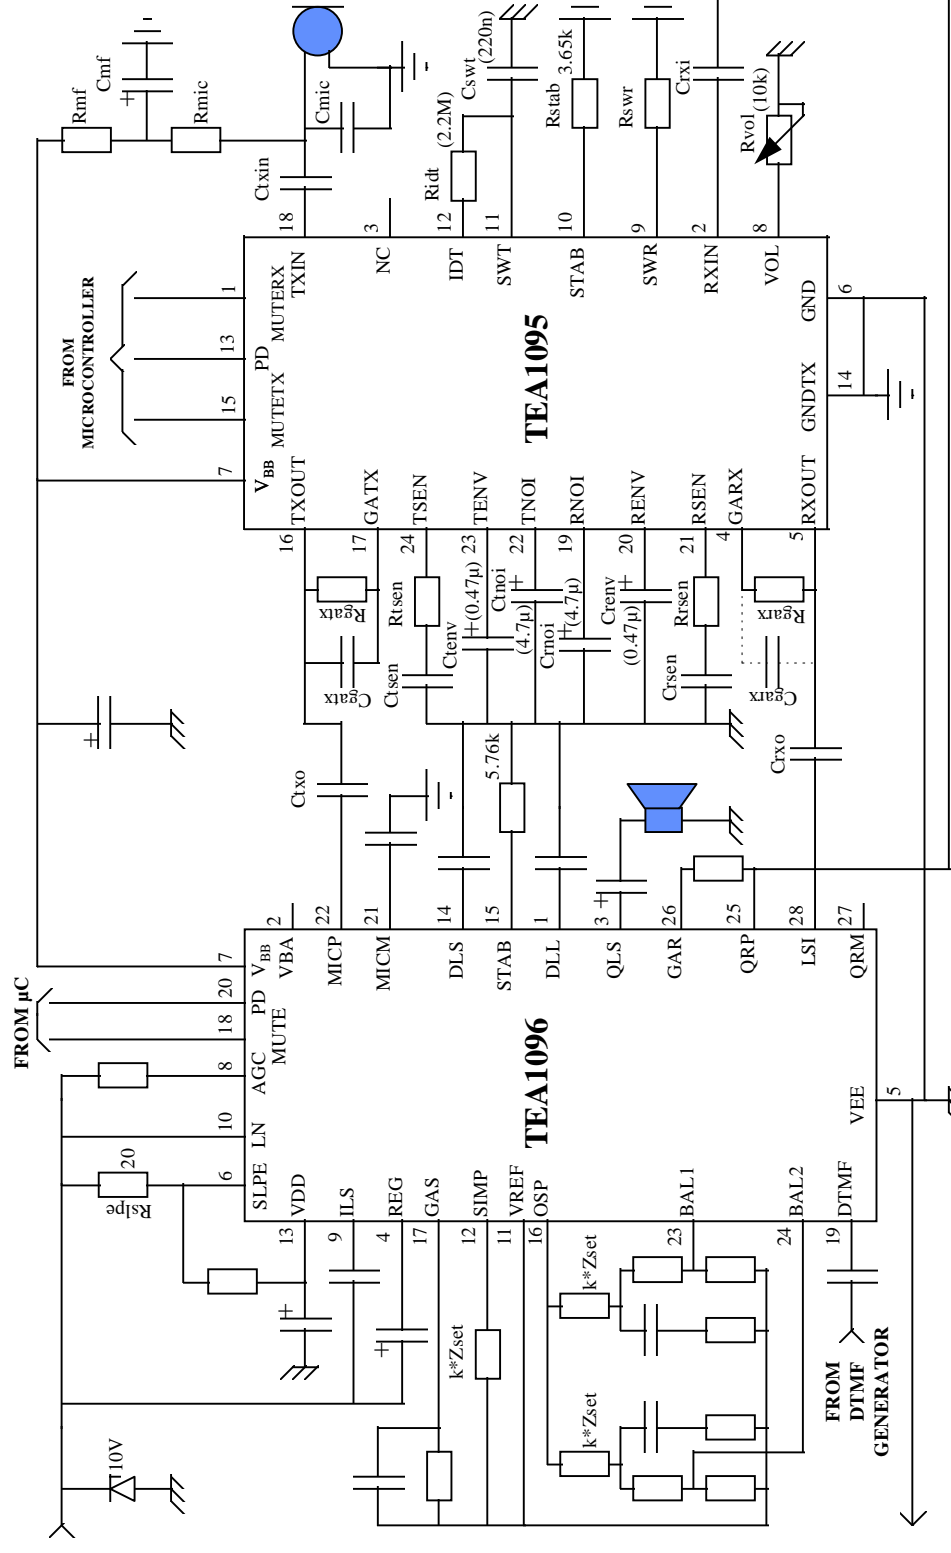 Rmf
Cmf
+
Rmic
Cmic
Ctxin
FROM
MICROCONTROLLER
Ridt
(2.2M)
Cswt
(220n)
Rstab
3.65k
Rswr
Crxi
Rvol
(10k)
18
3
12
11
10
9
2
8
TXIN
NC
IDT
SWT
STAB
SWR
RXIN
VOL
1
MUTERX
13
PD
15
MUTETX
7
VBB
TEA1095
GND
6
GNDTX
14
TXOUT
GATX
TSEN
TENV
TNOI
RNOI
RENV
RSEN
GARX
RXOUT
16
17
24
23
22
19
20
21
4
5
Rgatx
Cgatx
Rtsen
Ctsen
Ctenv
+(0.47μ)
Ctnoi
+
(4.7μ)
Crnoi
+
(4.7μ)
Crenv
+
(0.47μ)
Rrsen
Crsen
Rgarx
Cgarx
+
Ctxo
5.76k
Crxo
FROM μC
2
22
21
14
15
1
3
+
26
25
28
27
VBA
MICP
MICM
DLS
STAB
DLL
QLS
GAR
QRP
LSI
QRM
7
VBB
20
PD
18
MUTE
8
AGC
10
LN
6
SLPE
20
Rslpe
TEA1096
VEE
5
VDD
ILS
REG
GAS
SIMP
VREF
OSP
BAL1
BAL2
DTMF
13
9
4
17
12
11
16
23
24
19
+
+
k*Zset
k*Zset
k*Zset
10V
FROM
DTMF
GENERATOR